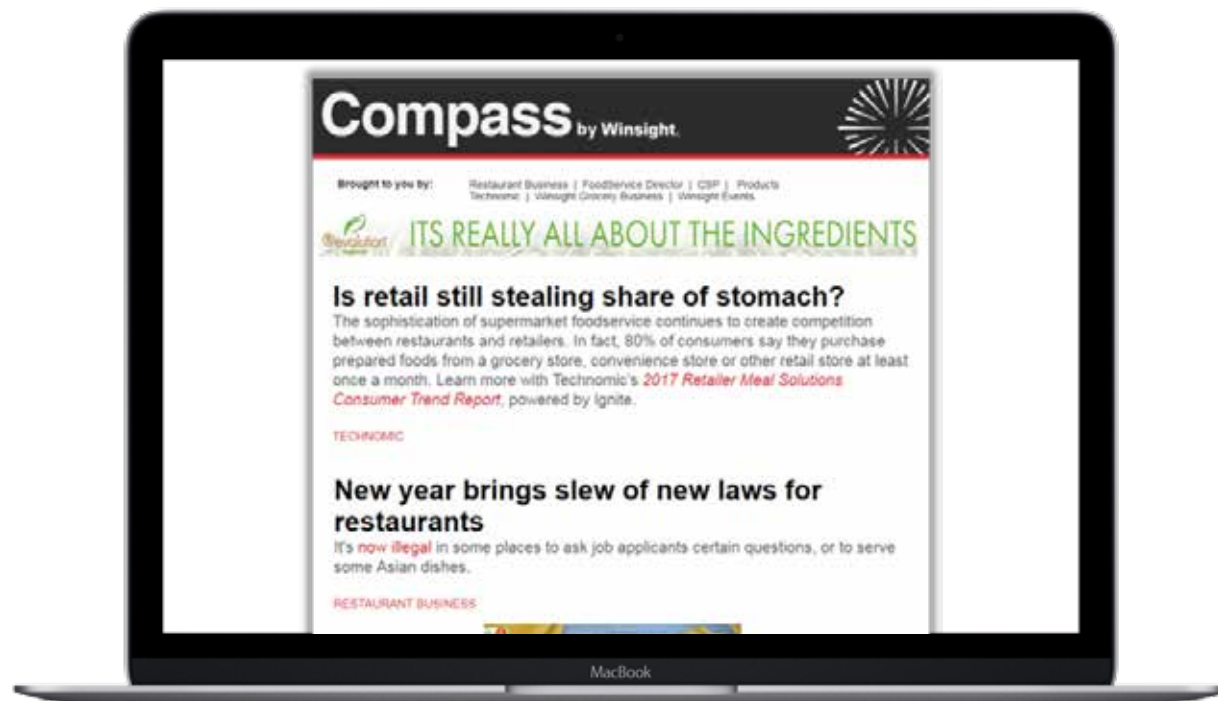 Compass by Winsight.
Brought to you by: Restaurant Business | FoodService Director | CSP | Products
Technomic | Winsight Grocery Business | Winsight Events
ITS REALLY ALL ABOUT THE INGREDIENTS
Is retail still stealing share of stomach?
The sophistication of supermarket foodservice continues to create competition
between restaurants and retailers. In fact, 80% of consumers say they purchase
prepared foods from a grocery store, convenience store or other retail store at least
once a month. Learn more with Technomic's 2017 Retailer Meal Solutions
Consumer Trend Report, powered by Ignite.
TECHNOMIC
New year brings slew of new laws for
restaurants
It's now illegal in some places to ask job applicants certain questions, or to serve
some Asian dishes.
RESTAURANT BUSINESS
MacBook